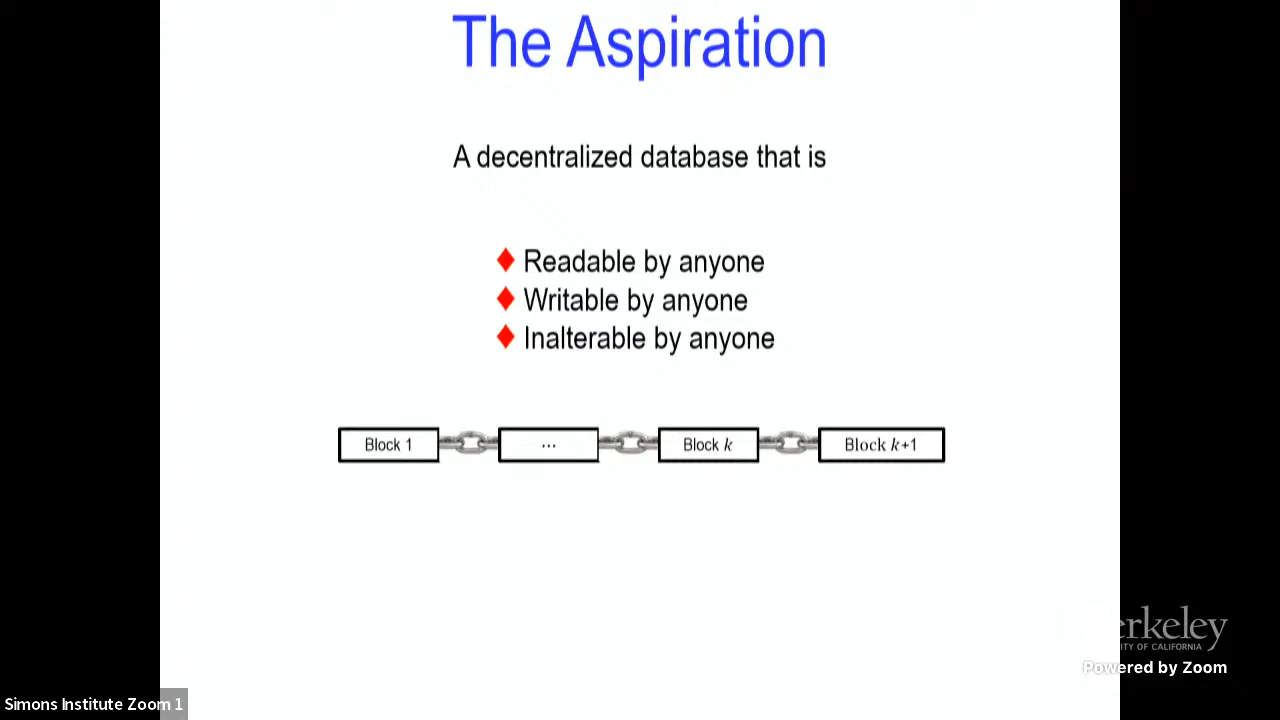 The Aspiration
A decentralized database that is
♦ Readable by anyone
♦ Writable by anyone
♦ Inalterable by anyone
Block 1
...
Block k
Block k+1
Powered by Zoom
Simons Institute Zoom 1